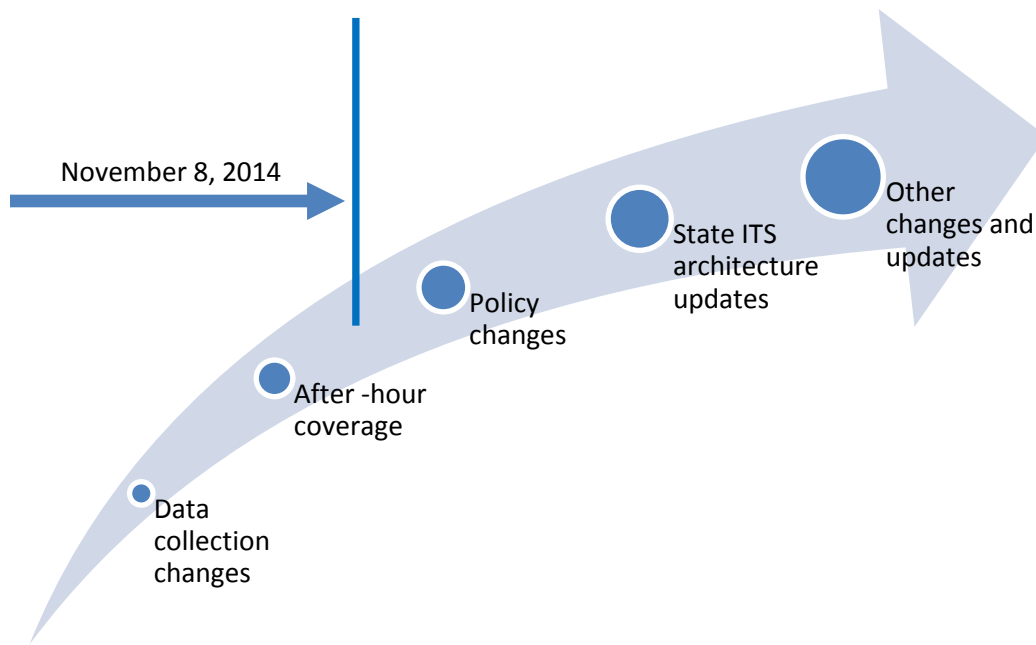 November 8, 2014
Other
changes and
updates
State ITS
architecture
updates
Policy
changes
After -hour
coverage
Data
collection
changes